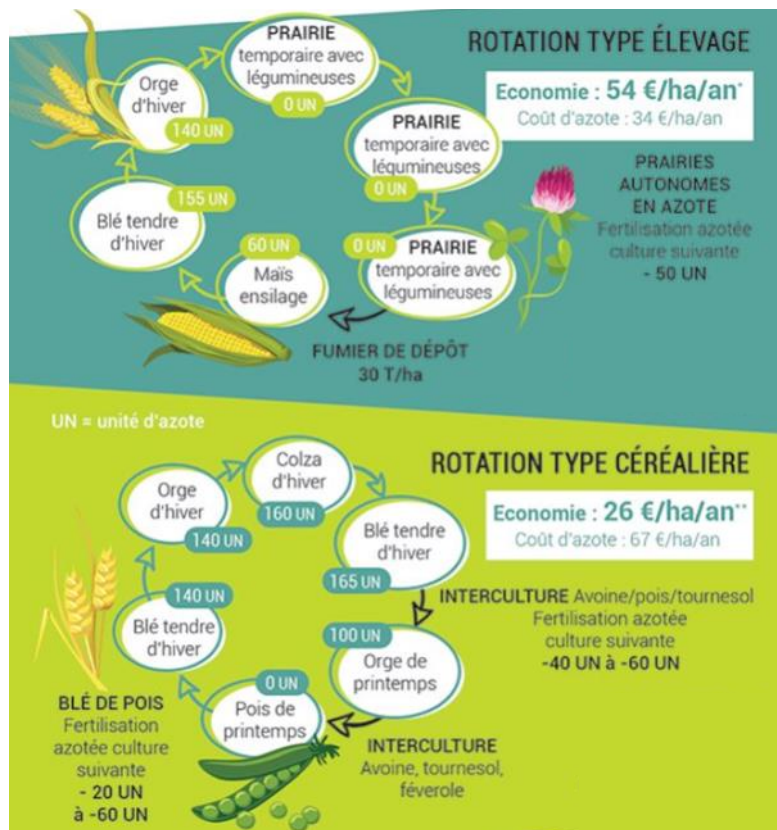 ROTATION TYPE ÉLEVAGE
Economie : 54 €/ha/an*
Coût d'azote : 34 €/ha/an
PRAIRIE
temporaire avec
légumineuses
0 UN
PRAIRIE
temporaire avec
légumineuses
0 UN
PRAIRIES
AUTONOMES
EN AZOTE
Fertilisation azotée
culture suivante
- 50 UN
0 UN
PRAIRIE
temporaire avec
légumineuses
FUMIER DE DÉPÔT
30 T/ha
60 UN
Maïs
ensilage
155 UN
Blé tendre
d'hiver
Orge
d'hiver
140 UN
UN = unité d'azote
ROTATION TYPE CÉRÉALIÈRE
Economie : 26 €/ha/an**
Coût d'azote : 67 €/ha/an
Colza
d'hiver
160 UN
Blé tendre
d'hiver
165 UN
INTERCULTURE Avoine/pois/tournesol
Fertilisation azotée
culture suivante
-40 UN à -60 UN
100 UN
Orge de
printemps
INTERCULTURE
Avoine, tournesol,
féverole
0 UN
Pois de
printemps
BLÉ DE POIS
Fertilisation
azotée culture
suivante
- 20 UN
à -60 UN
140 UN
Blé tendre
d'hiver
Orge
d'hiver
140 UN